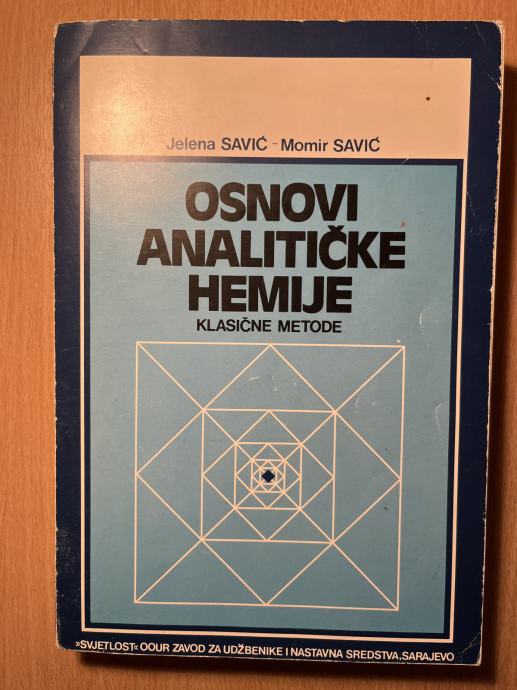 Jelena SAVIĆ - Momir SAVIĆ
OSNOVI
ANALITIČKE
HEMIJE
KLASIČNE METODE
»SVJETLOST« OOUR ZAVOD ZA UDŽBENIKE I NASTAVNA SREDSTVA, SARAJEVO